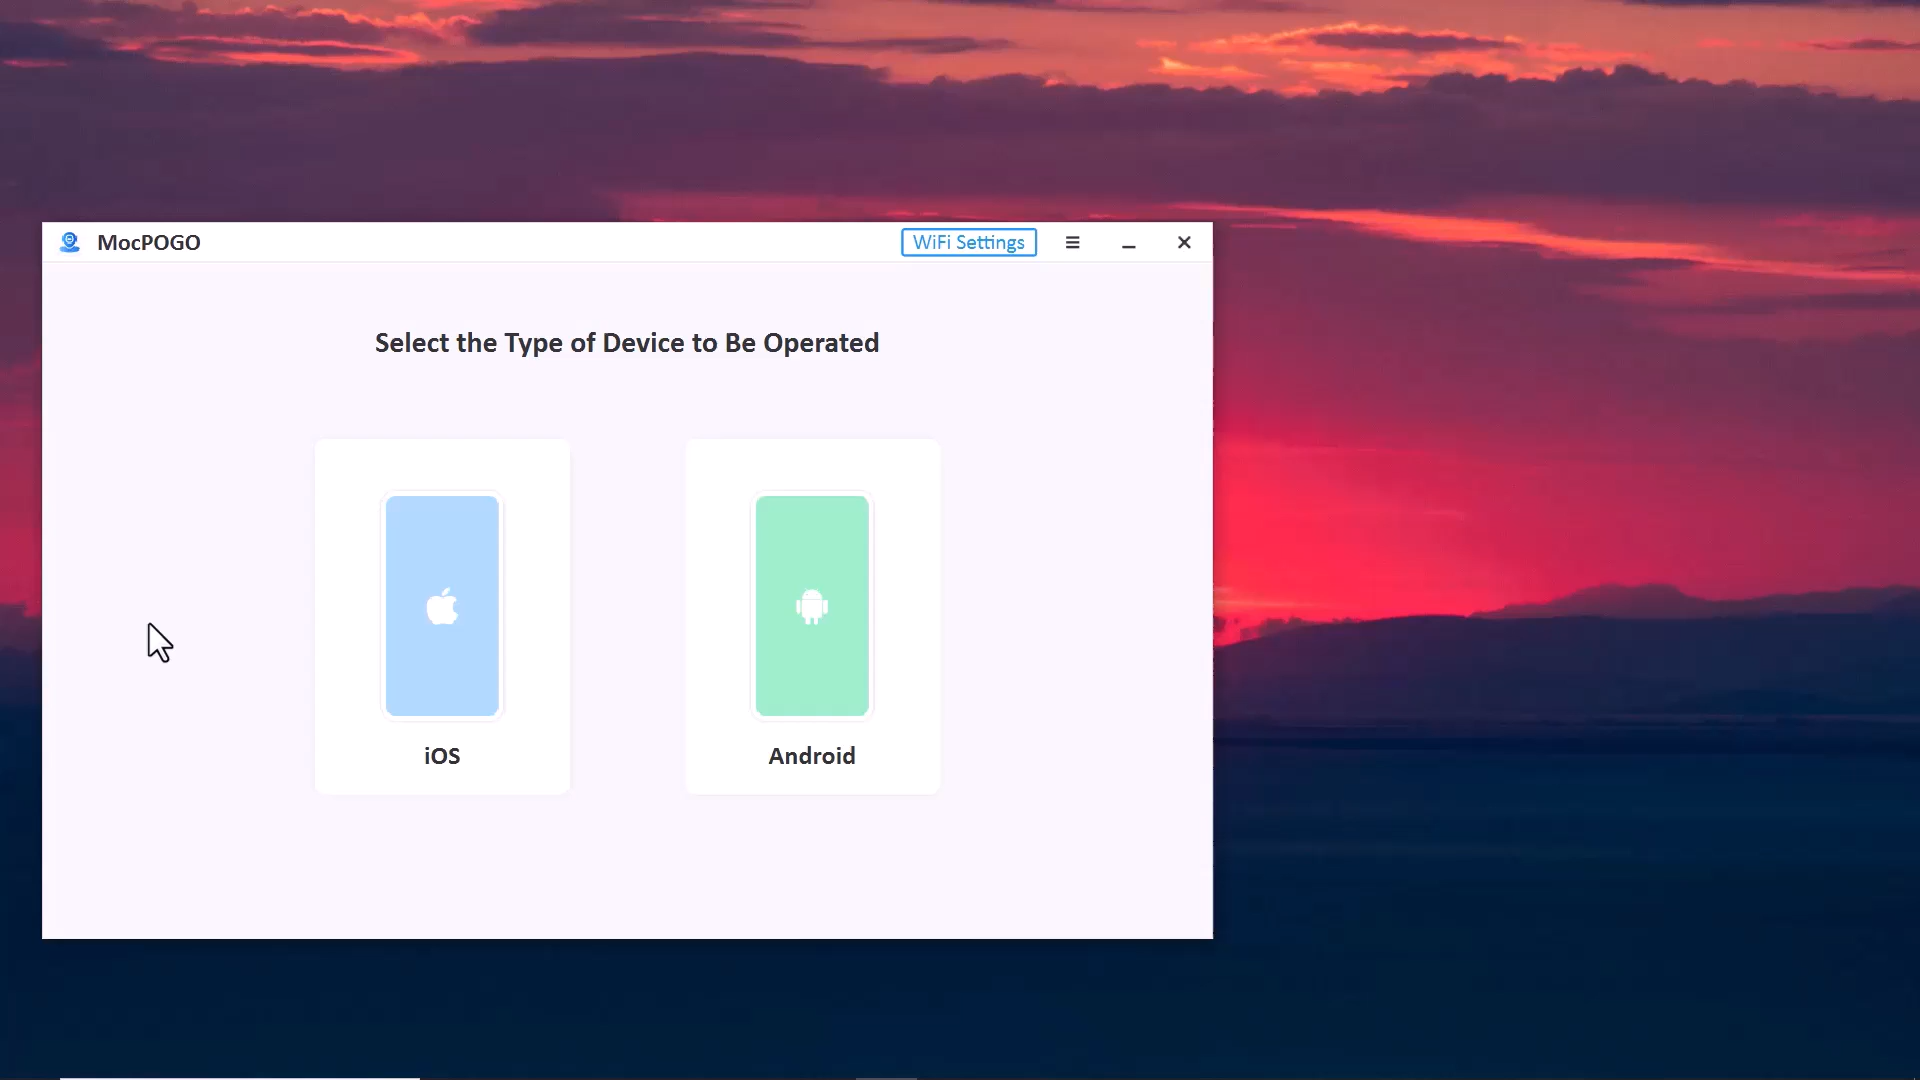 MocPOGO
WiFi Settings
Select the Type of Device to Be Operated
iOS
Android